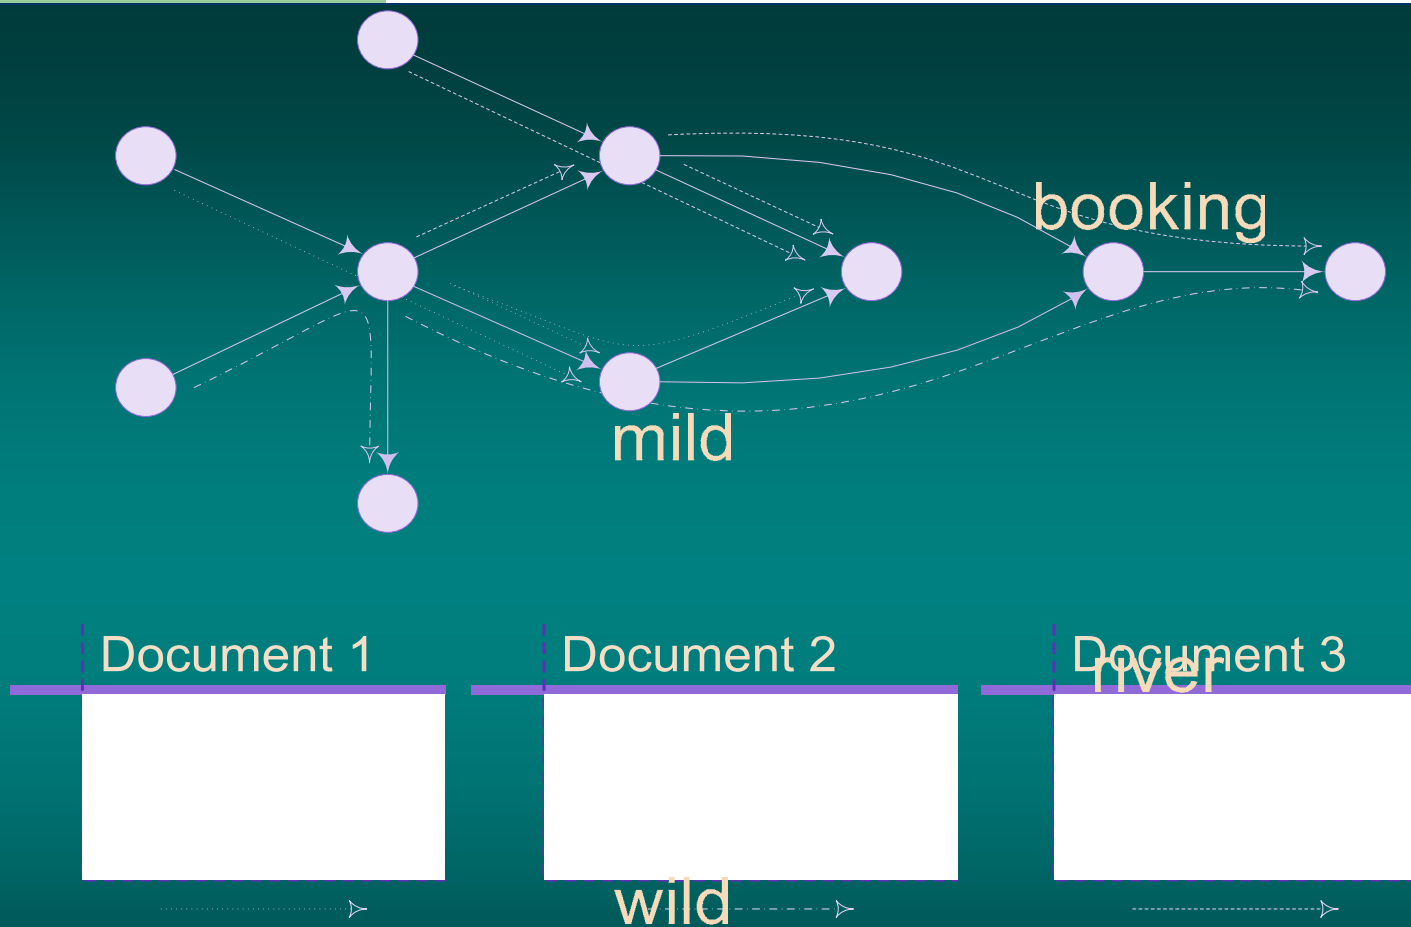 booking
mild
Document 1
Document 2
Document 3
river
wild